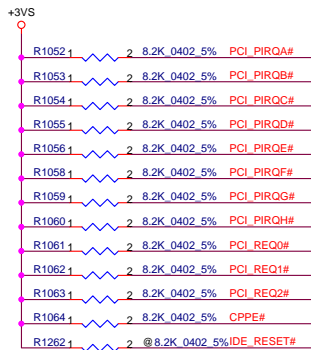 +3VS
R1052 1 2 8.2K_0402_5% PCI_PIRQA#
R1053 1 2 8.2K_0402_5% PCI_PIRQB#
R1054 1 2 8.2K_0402_5% PCI_PIRQC#
R1055 1 2 8.2K_0402_5% PCI_PIRQD#
R1056 1 2 8.2K_0402_5% PCI_PIRQE#
R1058 1 2 8.2K_0402_5% PCI_PIRQF#
R1059 1 2 8.2K_0402_5% PCI_PIRQG#
R1060 1 2 8.2K_0402_5% PCI_PIRQH#
R1061 1 2 8.2K_0402_5% PCI_REQ0#
R1062 1 2 8.2K_0402_5% PCI_REQ1#
R1063 1 2 8.2K_0402_5% PCI_REQ2#
R1064 1 2 8.2K_0402_5% CPPE#
R1262 1 2 @8.2K_0402_5% IDE_RESET#